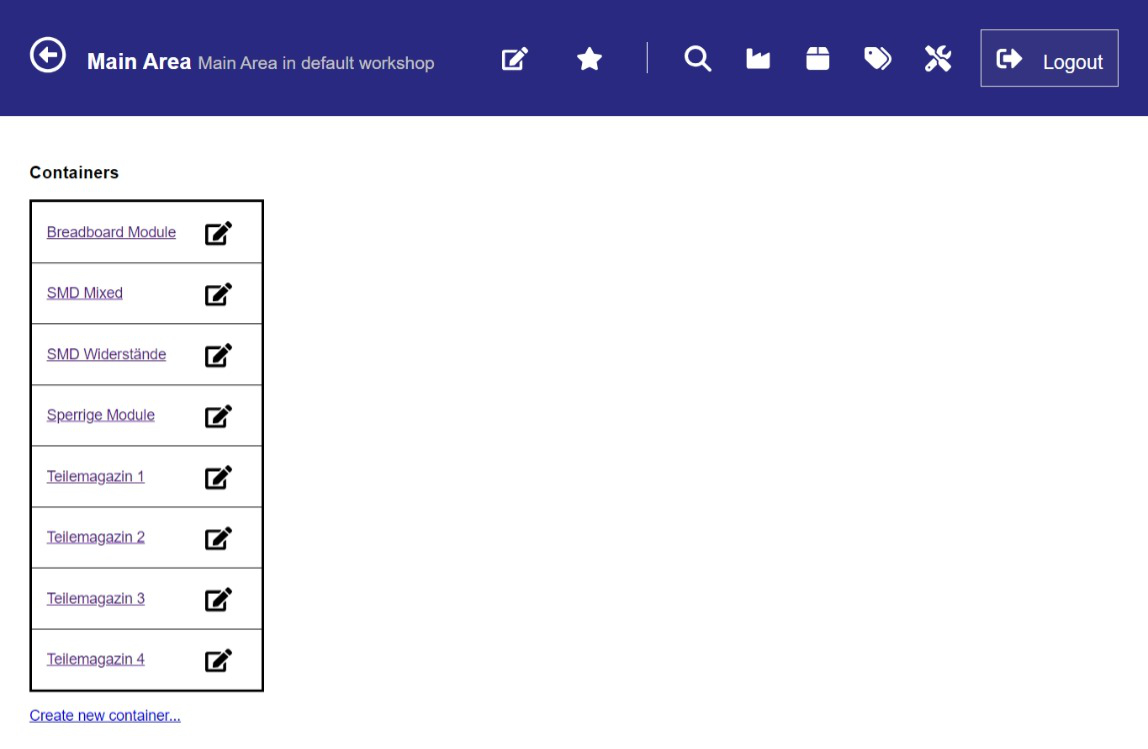 Main Area Main Area in default workshop
Logout
Containers
Breadboard Module
SMD Mixed
SMD Widerstände
Sperrige Module
Teilemagazin 1
Teilemagazin 2
Teilemagazin 3
Teilemagazin 4
Create new container...